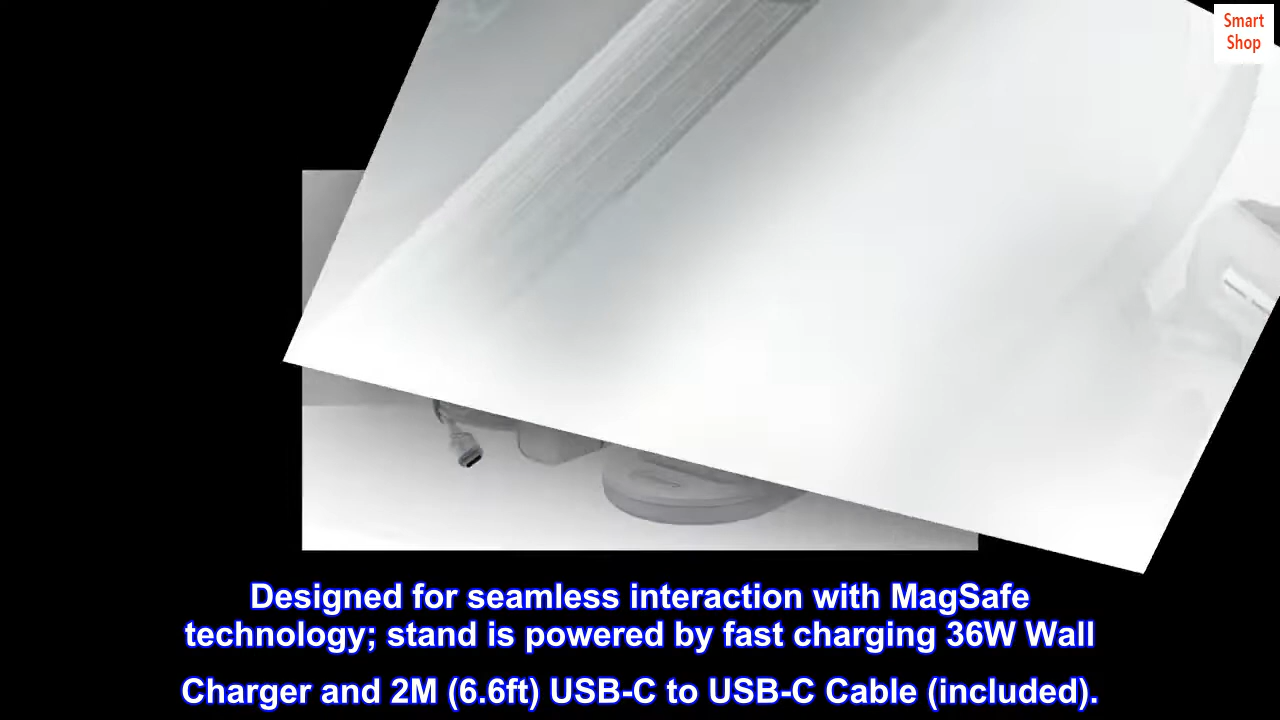 Smart
Shop
Designed for seamless interaction with MagSafe
technology; stand is powered by fast charging 36W Wall
Charger and 2M (6.6ft) USB-C to USB-C Cable (included).